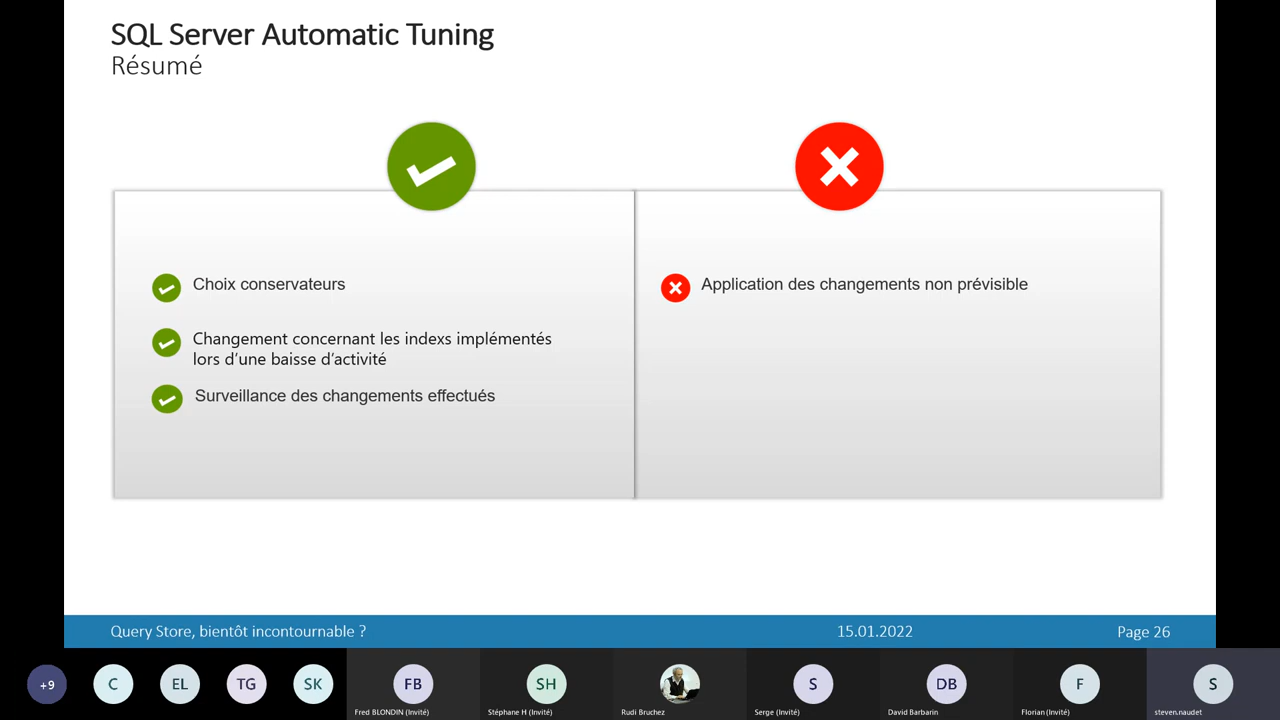 SQL Server Automatic Tuning
Résumé
Choix conservateurs
Changement concernant les indexs implémentés
lors d'une baisse d'activité
Surveillance des changements effectués
Application des changements non prévisible
Query Store, bientôt incontournable ?
15.01.2022
Page 26
+9
C
EL
TG
SK
FB
SH
S
DB
F
S
Fred BLONDIN (Invité)
Stéphane H (Invité)
Rudi Bruchez
Serge (Invité)
David Barbarin
Florian (Invité)
steven.naudet